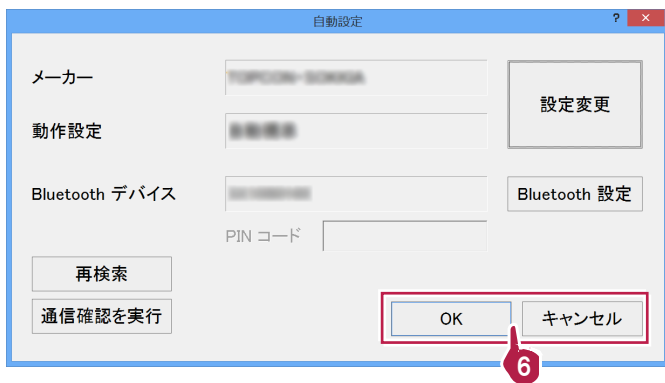 自動設定
?
×
メーカー
設定変更
動作設定
Bluetooth デバイス
Bluetooth 設定
PIN コード
再検索
通信確認を実行
OK
キャンセル
6